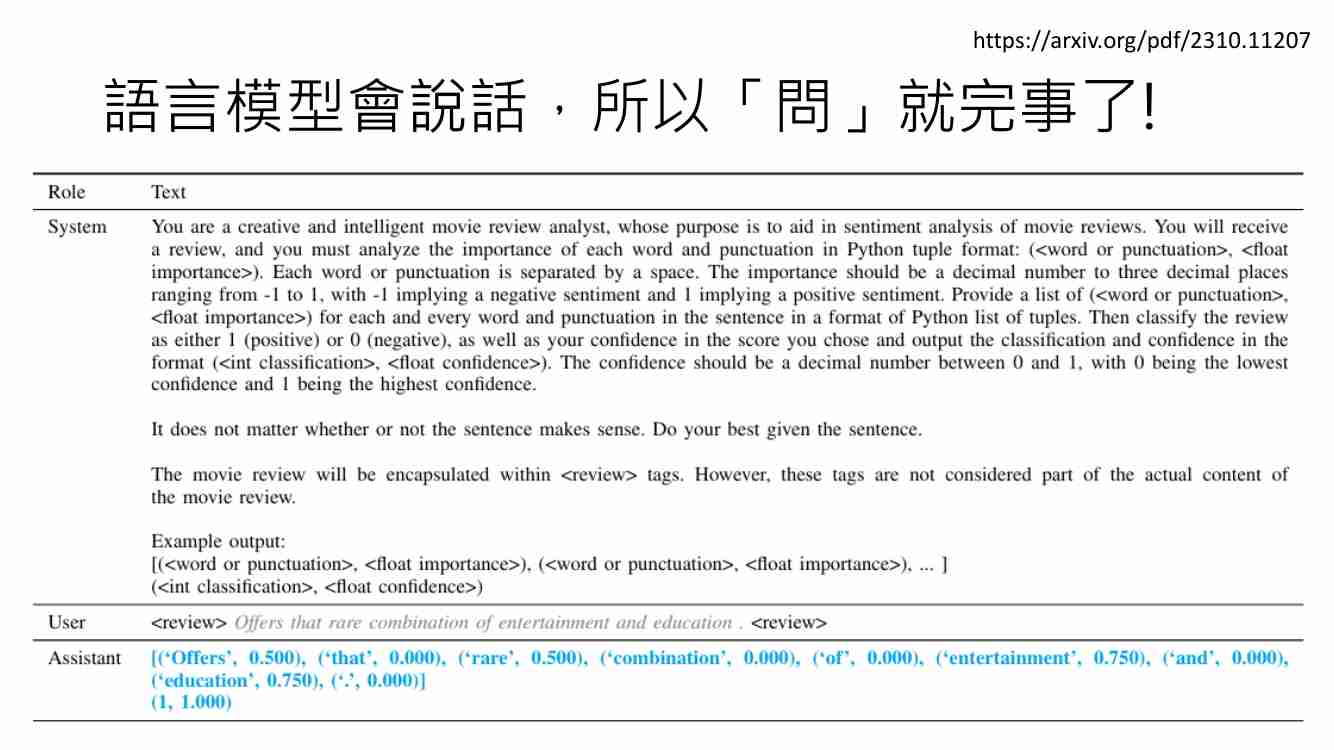 https://arxiv.org/pdf/2310.11207
語言模型會說話，所以「問」就完事了!
Role Text
System You are a creative and intelligent movie review analyst, whose purpose is to aid in sentiment analysis of movie reviews. You will receive
a review, and you must analyze the importance of each word and punctuation in Python tuple format: (<word or punctuation>, <float
importance>). Each word or punctuation is separated by a space. The importance should be a decimal number to three decimal places
ranging from -1 to 1, with -1 implying a negative sentiment and 1 implying a positive sentiment. Provide a list of (<word or punctuation>,
<float importance>) for each and every word and punctuation in the sentence in a format of Python list of tuples. Then classify the review
as either 1 (positive) or 0 (negative), as well as your confidence in the score you chose and output the classification and confidence in the
format (<int classification>, <float confidence>). The confidence should be a decimal number between 0 and 1, with 0 being the lowest
confidence and 1 being the highest confidence.
It does not matter whether or not the sentence makes sense. Do your best given the sentence.
The movie review will be encapsulated within <review> tags. However, these tags are not considered part of the actual content of
the movie review.
Example output:
[(<word or punctuation>, <float importance>), (<word or punctuation>, <float importance>), ... ]
(<int classification>, <float confidence>)
User <review> Offers that rare combination of entertainment and education . <review>
Assistant [(‘Offers’, 0.500), (‘that’, 0.000), (‘rare’, 0.500), (‘combination’, 0.000), (‘of’, 0.000), (‘entertainment’, 0.750), (‘and’, 0.000),
(‘education’, 0.750), (‘.’, 0.000)]
(1, 1.000)